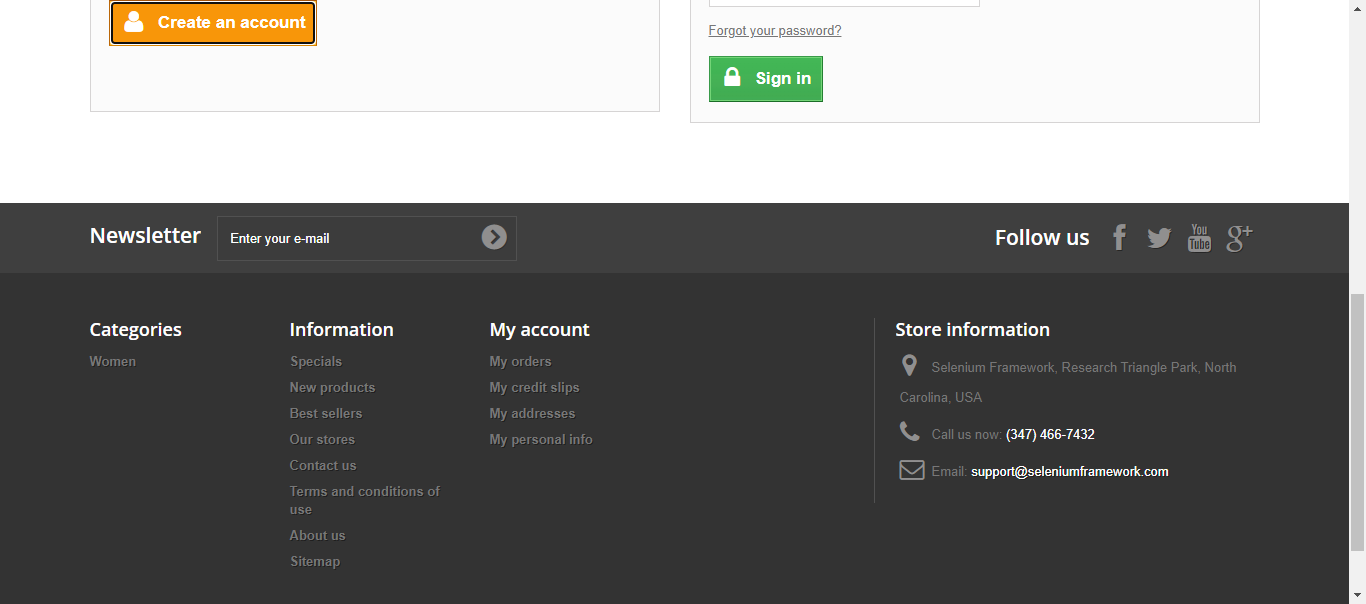 Create an account
Forgot your password?
Sign in
Newsletter
Enter your e-mail
Follow us
You
Tube
g+
Categories
Women
Information
Specials
New products
Best sellers
Our stores
Contact us
Terms and conditions of
use
About us
Sitemap
My account
My orders
My credit slips
My addresses
My personal info
Store information
Selenium Framework, Research Triangle Park, North
Carolina, USA
Call us now: (347) 466-7432
Email: support@seleniumframework.com